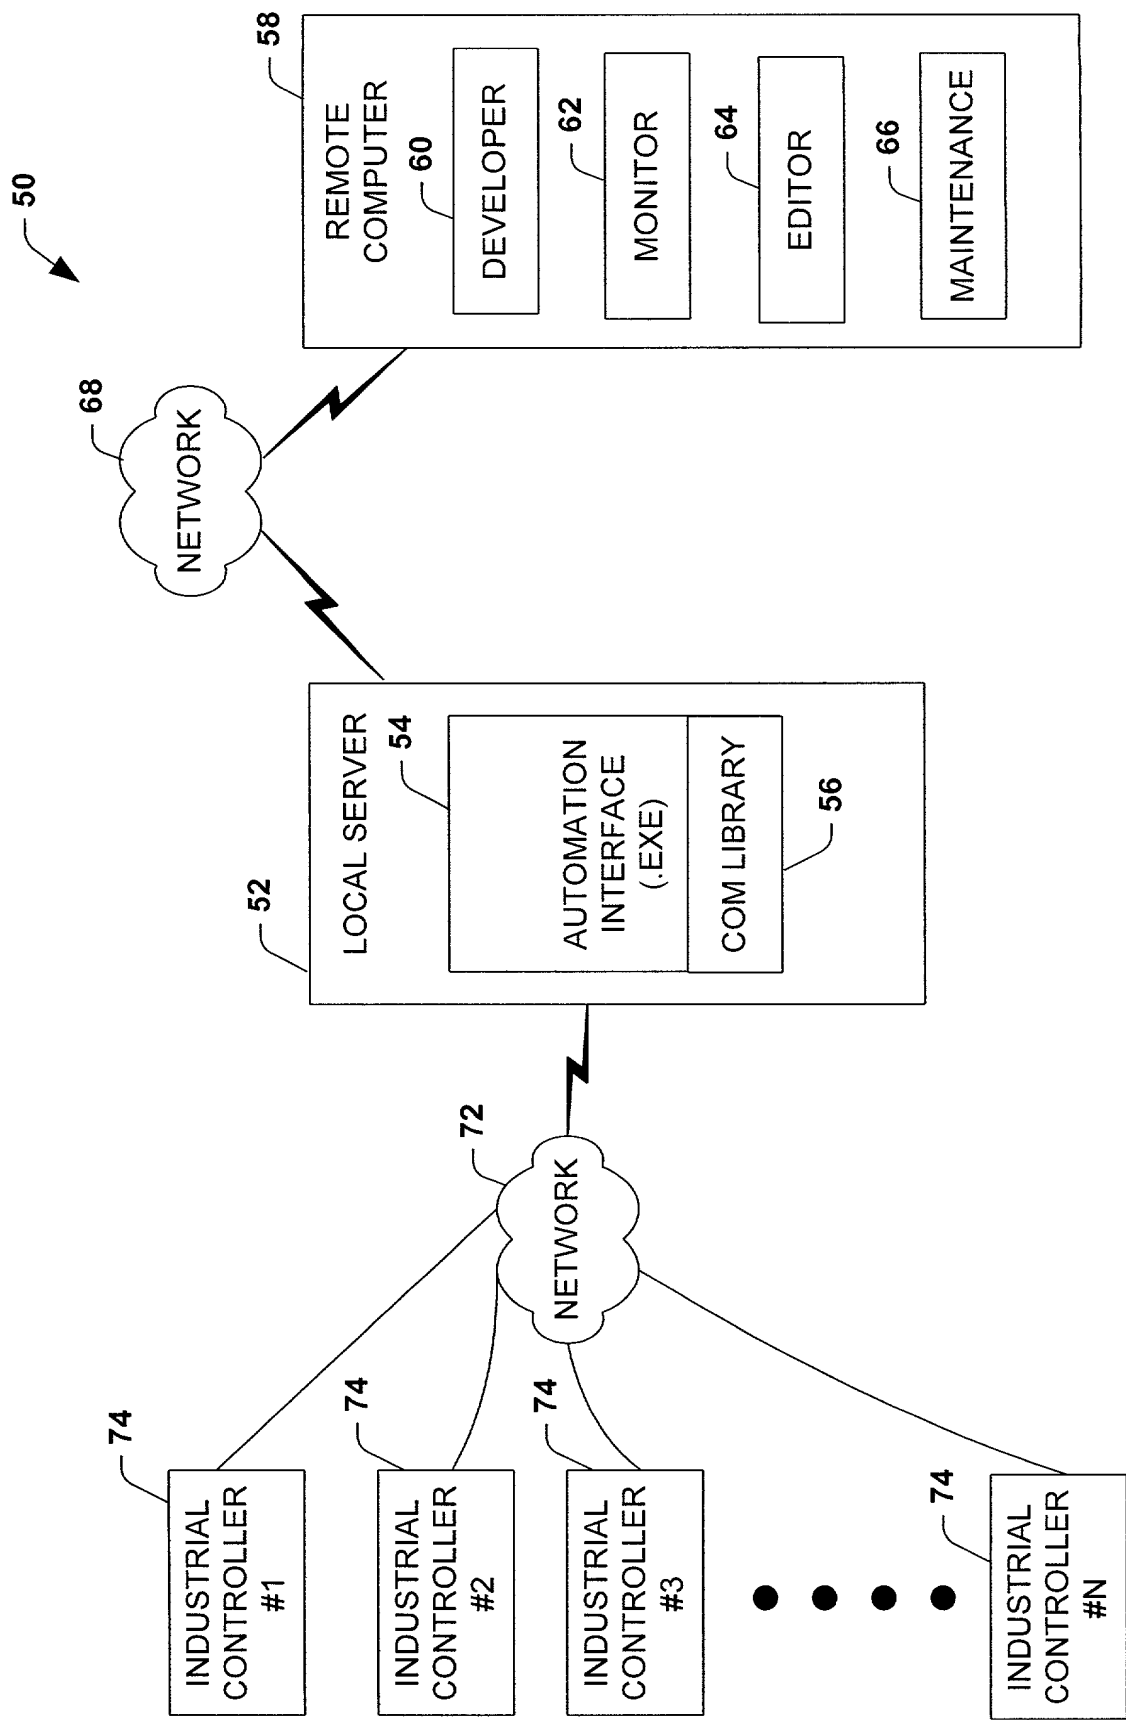 50
58
REMOTE
COMPUTER
60
DEVELOPER
62
MONITOR
64
EDITOR
66
MAINTENANCE
68
NETWORK
52
LOCAL SERVER
54
AUTOMATION
INTERFACE
(.EXE)
COM LIBRARY
56
72
NETWORK
74
INDUSTRIAL
CONTROLLER
#1
74
INDUSTRIAL
CONTROLLER
#2
74
INDUSTRIAL
CONTROLLER
#3
74
INDUSTRIAL
CONTROLLER
#N